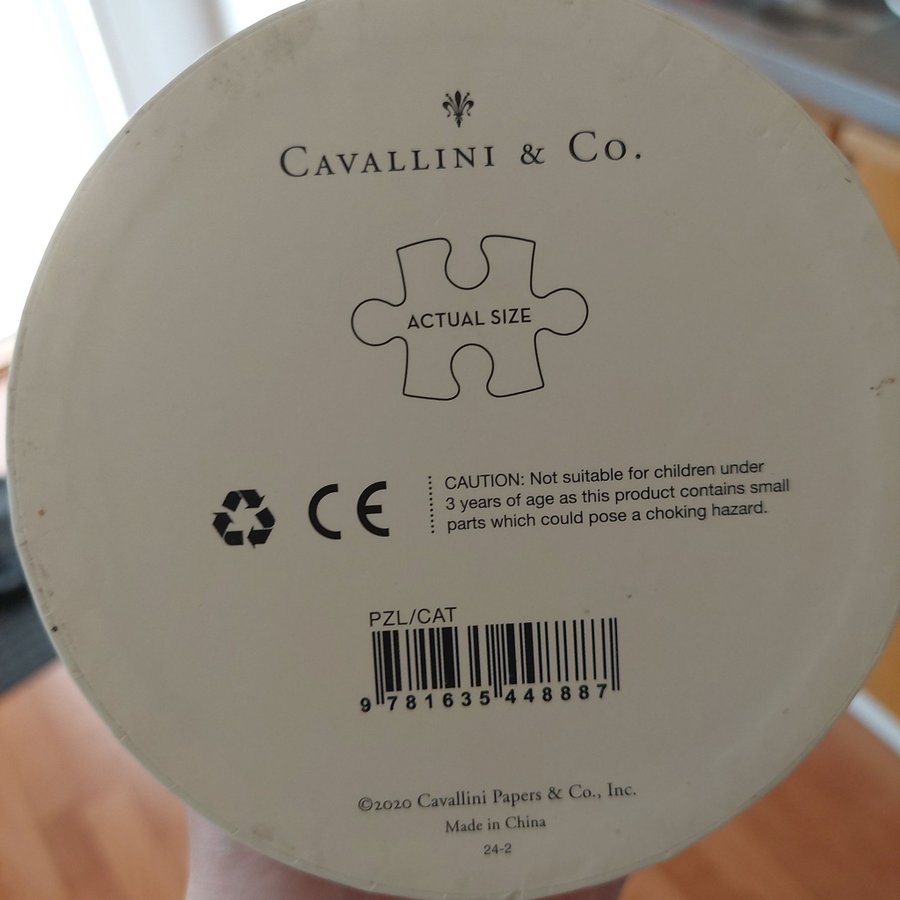 CAVALLINI & CO.
ACTUAL SIZE
CE
CAUTION: Not suitable for children under
3 years of age as this product contains small
parts which could pose a choking hazard.
PZL/CAT
9 781635 448887
©2020 Cavallini Papers & Co., Inc.
Made in China
24-2